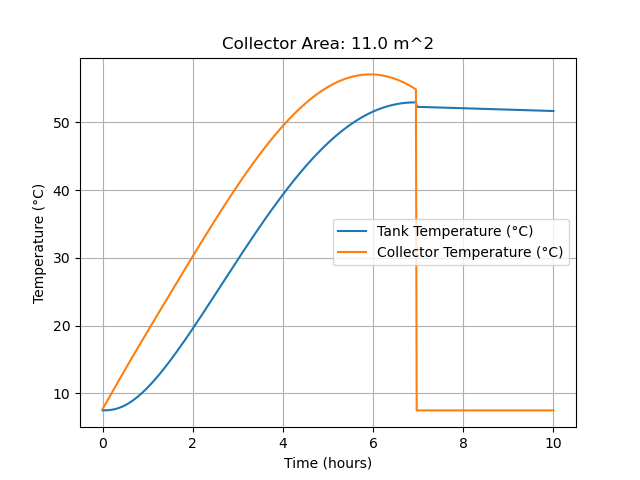 Collector Area: 11.0 m^2
Temperature (°C)
50
40
30
20
10
Tank Temperature (°C)
Collector Temperature (°C)
0 2 4 6 8 10
Time (hours)